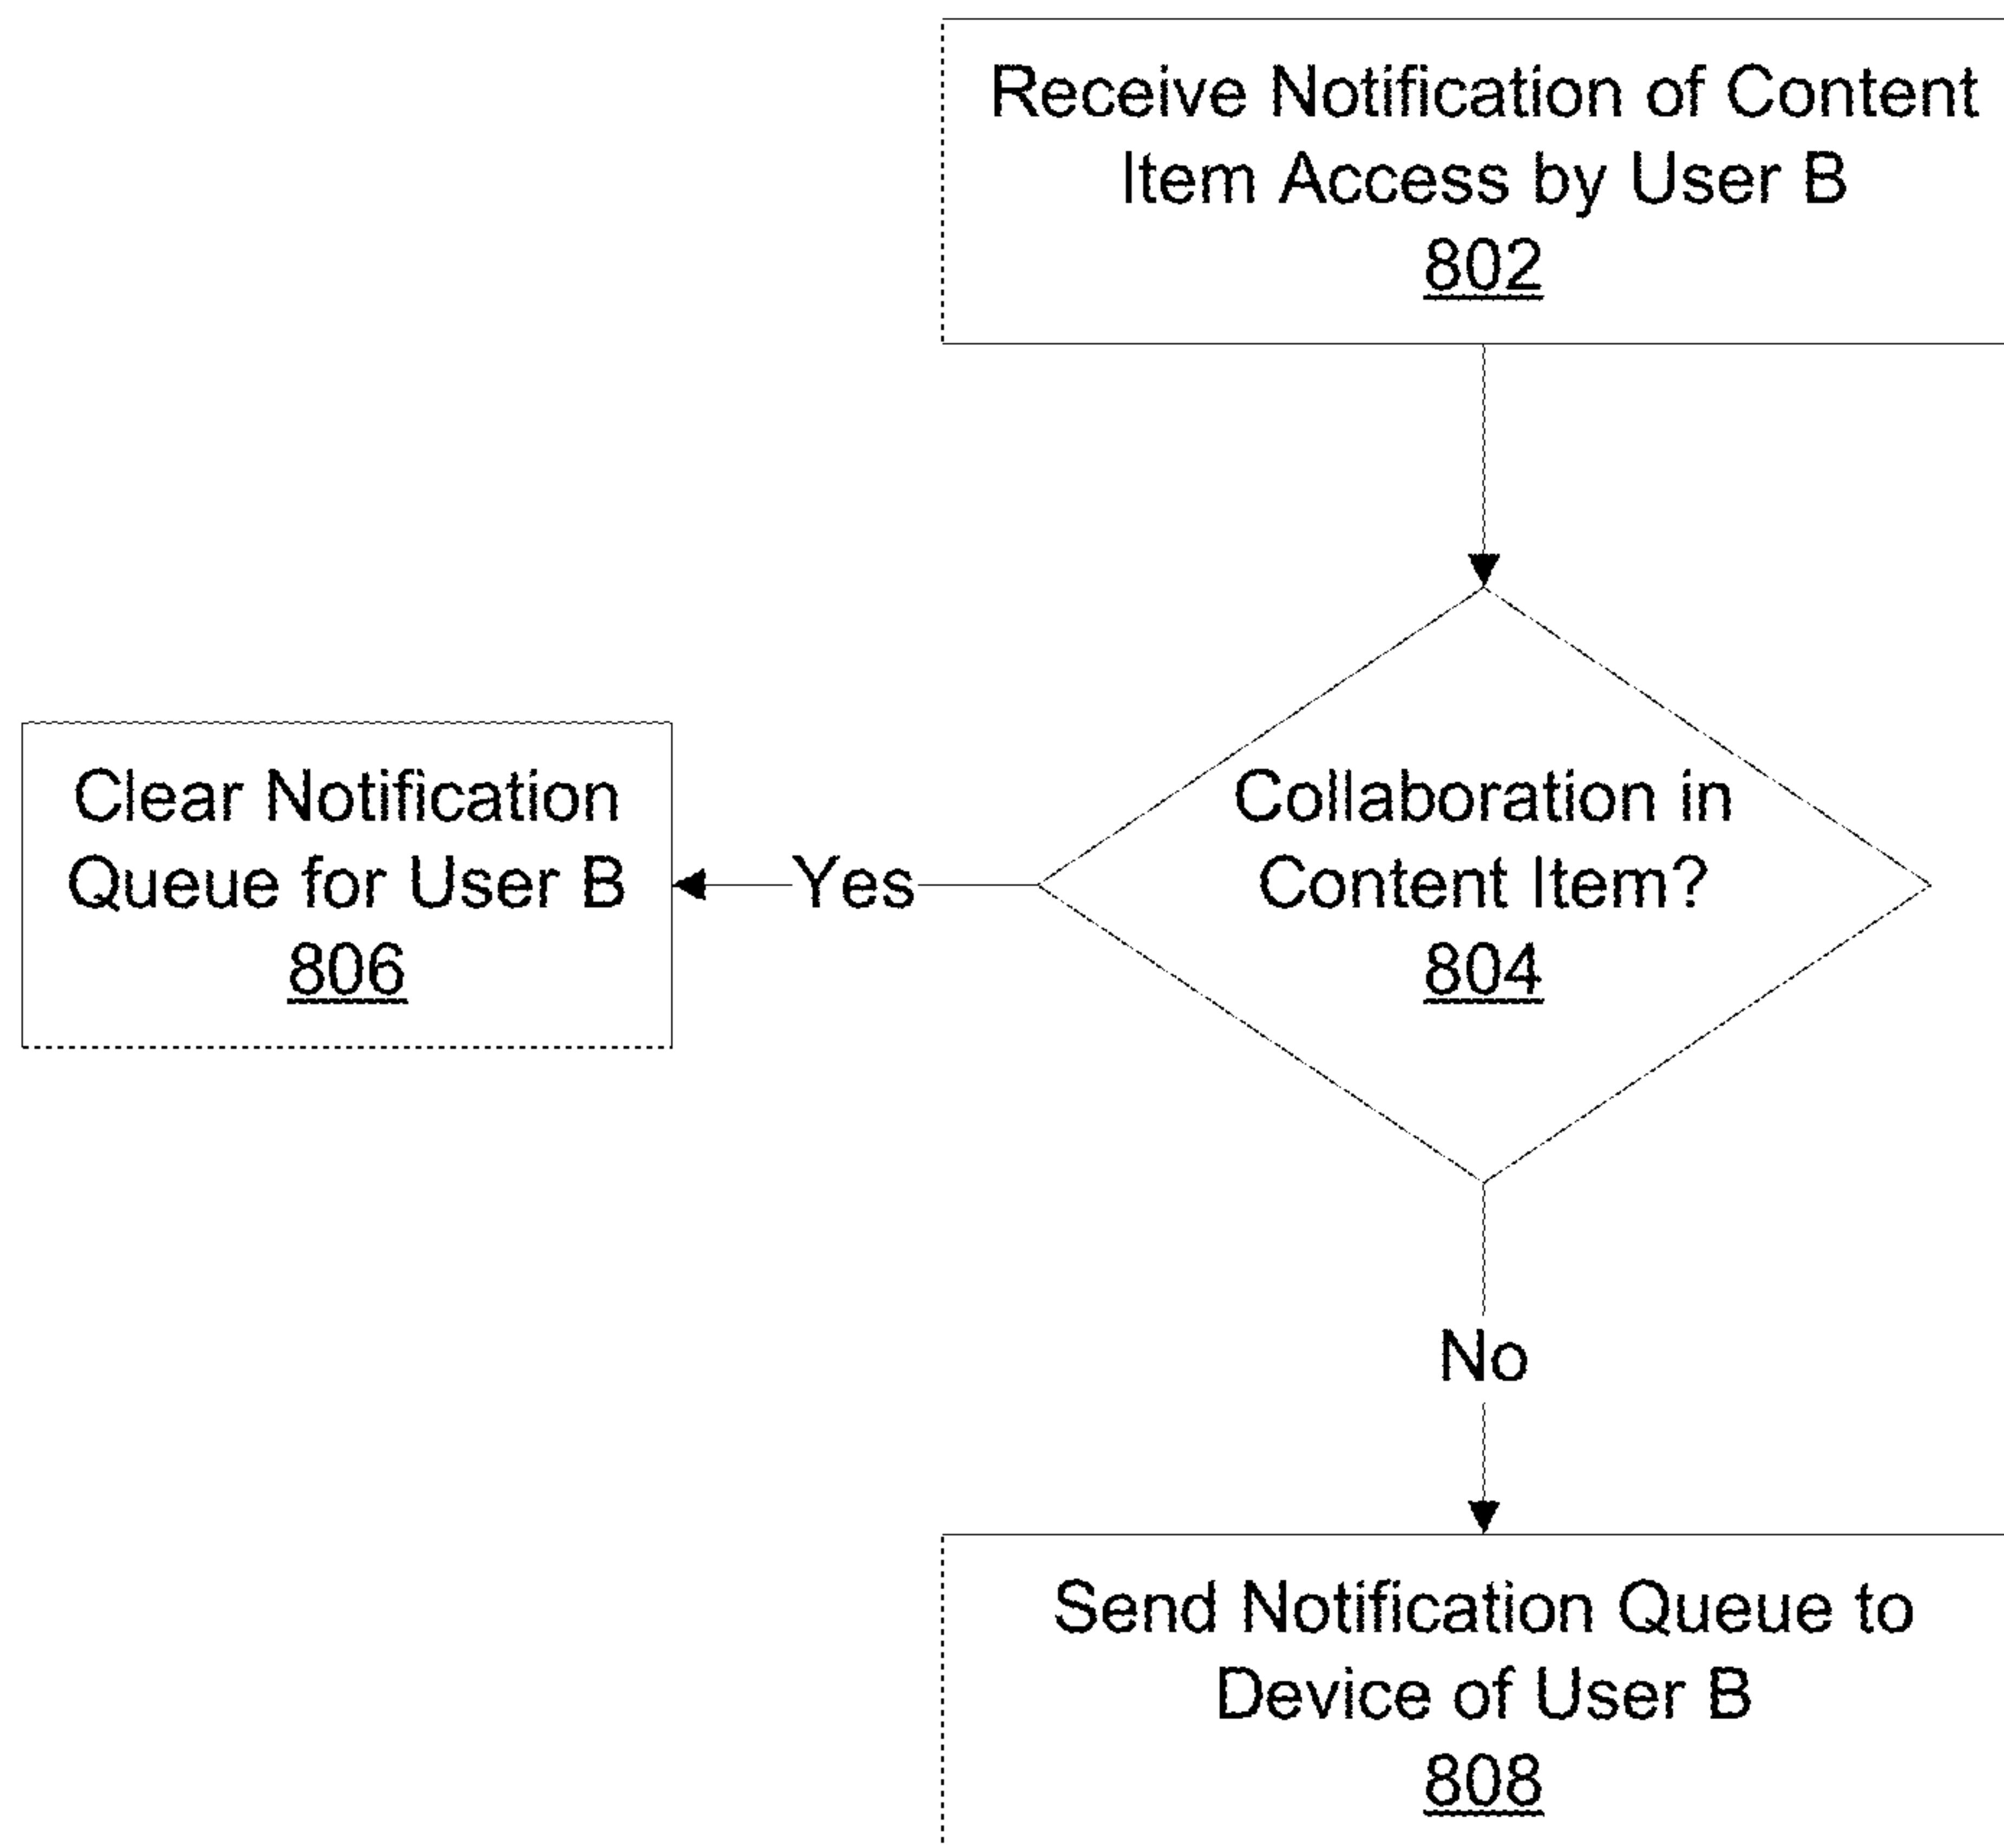 Receive Notification of Content
Item Access by User B
802
Collaboration in
Content Item?
804
Yes
Clear Notification
Queue for User B
806
No
Send Notification Queue to
Device of User B
808